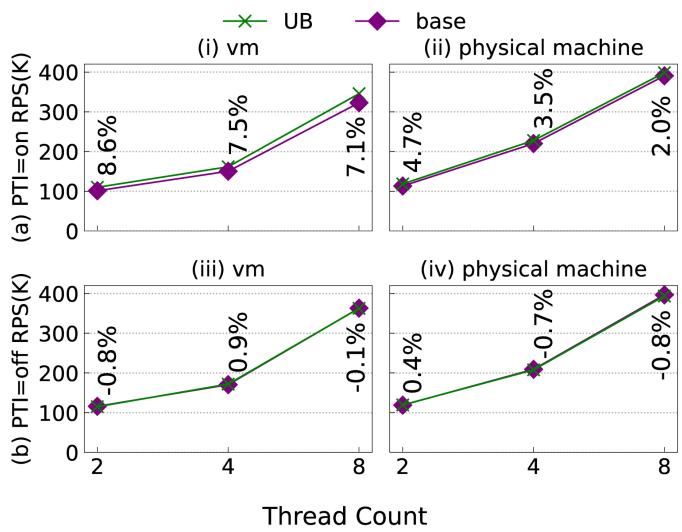 UB base
(i) vm
(ii) physical machine
(a) PTI=on RPS(K)
400
300
200
100
0
8.6%
7.5%
7.1%
4.7%
3.5%
2.0%
(iii) vm
(iv) physical machine
(b) PTI=off RPS(K)
400
300
200
100
0
-0.8%
0.9%
-0.1%
0.4%
-0.7%
-0.8%
2 4 8
2 4 8
Thread Count